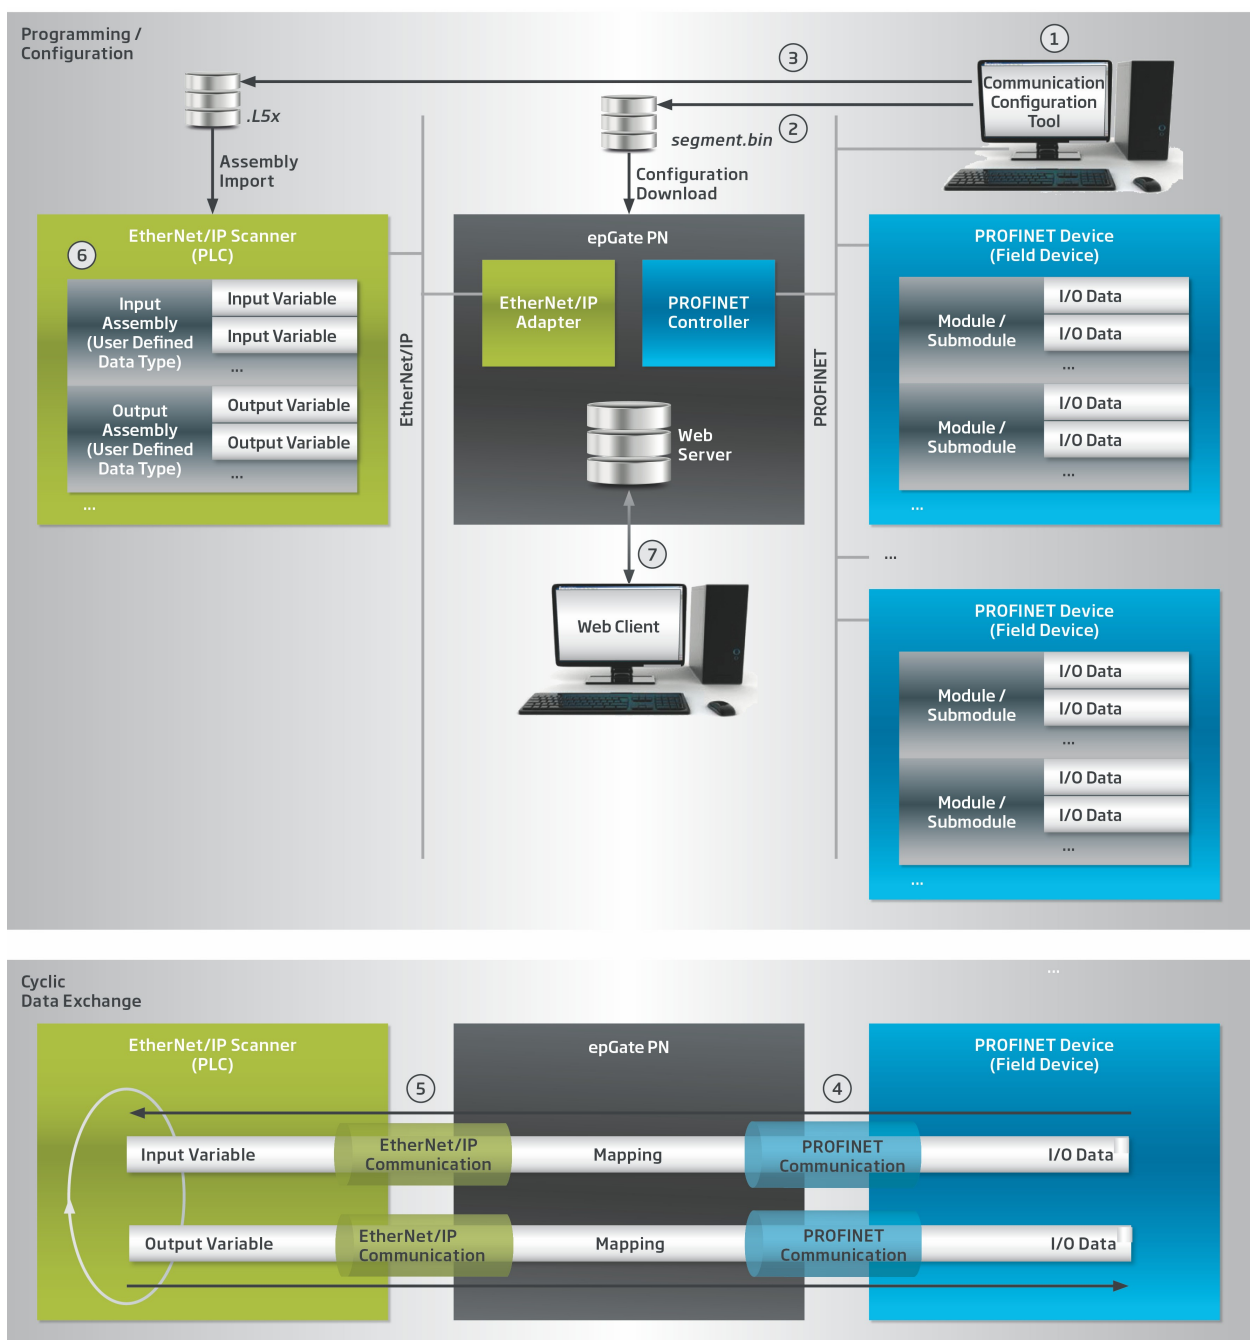 Programming /
Configuration
1
3
Communication
Configuration
Tool
.L5x
2
segment.bin
Assembly
Import
Configuration
Download
EtherNet/IP Scanner
(PLC)
6
Input
Assembly
(User Defined
Data Type)
Input Variable
Input Variable
...
Output
Assembly
(User Defined
Data Type)
Output Variable
Output Variable
...
...
EtherNet/IP
epGate PN
EtherNet/IP
Adapter
PROFINET
Controller
Web
Server
7
Web Client
PROFINET
PROFINET Device
(Field Device)
Module /
Submodule
I/O Data
I/O Data
...
Module /
Submodule
I/O Data
I/O Data
...
...
...
PROFINET Device
(Field Device)
Module /
Submodule
I/O Data
I/O Data
...
Module /
Submodule
I/O Data
I/O Data
...
...
...
Cyclic
Data Exchange
EtherNet/IP Scanner
(PLC)
epGate PN
PROFINET Device
(Field Device)
5
4
Input Variable
EtherNet/IP
Communication
Mapping
PROFINET
Communication
I/O Data
Output Variable
EtherNet/IP
Communication
Mapping
PROFINET
Communication
I/O Data